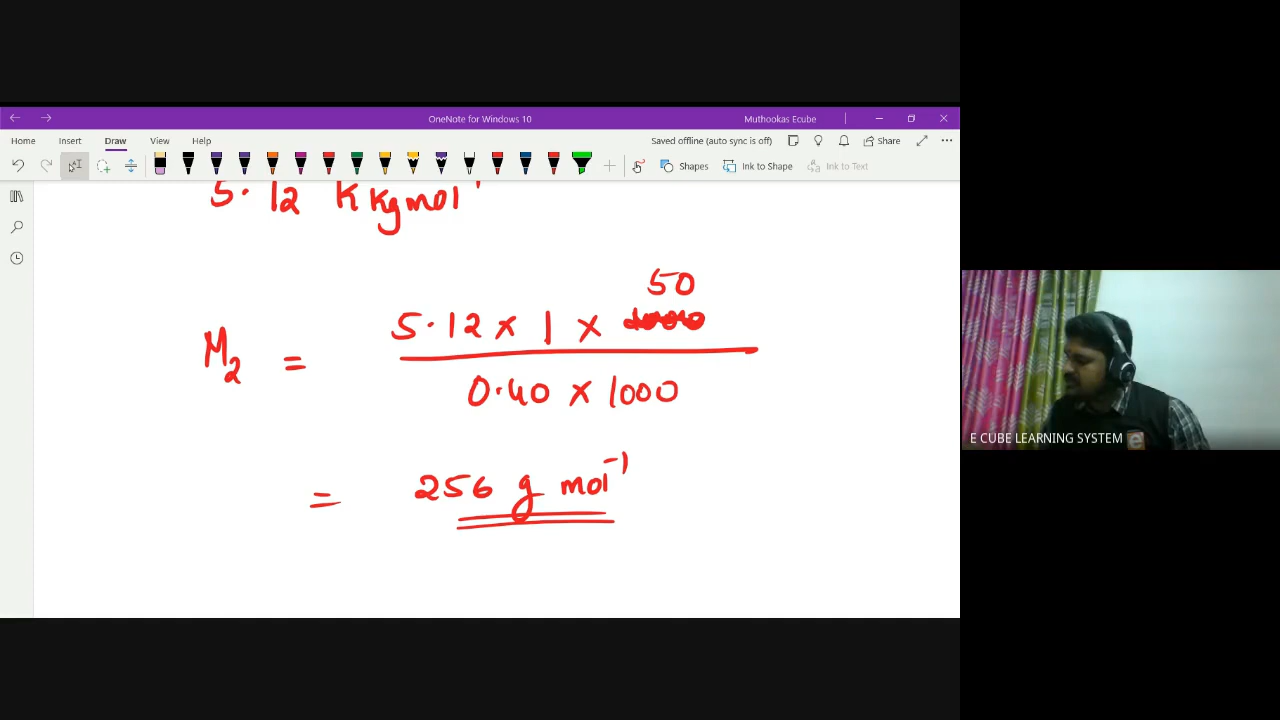 OneNote for Windows 10
Muthookas Ecube
Home Insert Draw View Help
Saved offline (auto sync is off)
Share
Shapes
Ink to Shape
Ink to Text
5.12 K Kg mol⁻¹
50
M₂ = 5.12 x 1 x
0.40 x 1000
= 256 g mol⁻¹
E CUBE LEARNING SYSTEM
e